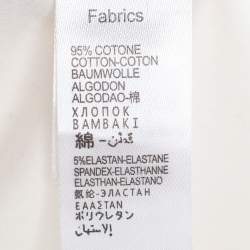 Fabrics
95% COTONE
COTTON-COTON
BAUMWOLLE
ALGODON
ALGODAO-棉
ХЛОПОК
BAMBAKI
綿
5%ELASTAN-ELASTANE
SPANDEX-ELASTHANNE
ELASTHAN-ELASTANO
氨纶-ЭЛАСТАН
ΕΛΑΣΤΑΝ
ポリウレタン